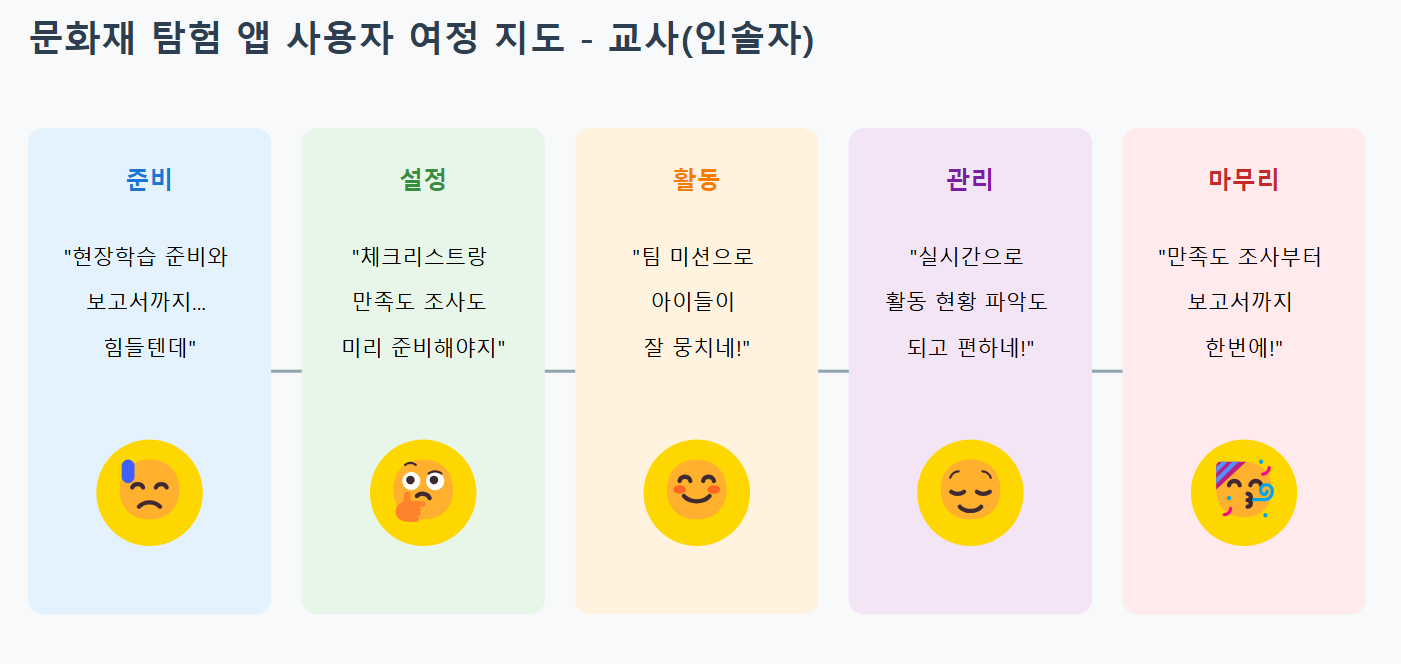 문화재 탐험 앱 사용자 여정 지도 - 교사(인솔자)
준비
"현장학습 준비와
보고서까지...
힘들텐데"
설정
"체크리스트랑
만족도 조사도
미리 준비해야지"
활동
"팀 미션으로
아이들이
잘 뭉치네!"
관리
"실시간으로
활동 현황 파악도
되고 편하네!"
마무리
"만족도 조사부터
보고서까지
한번에!"